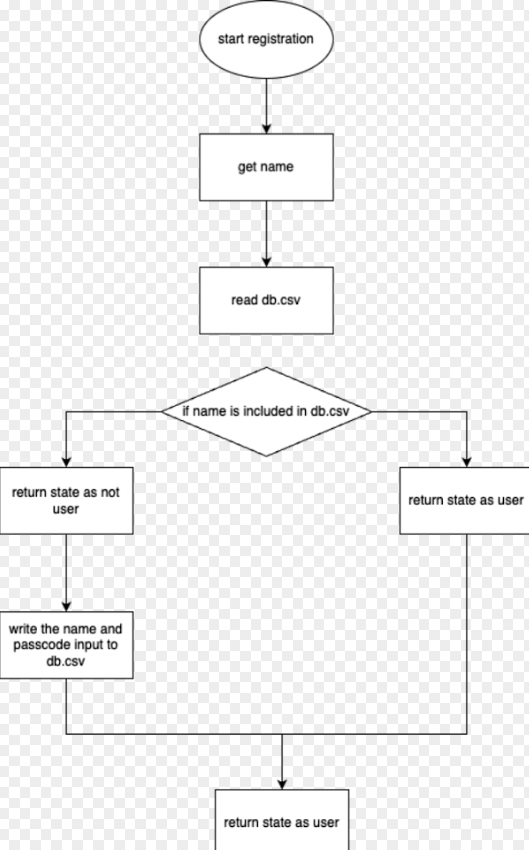 start registration
get name
read db.csv
if name is included in db.csv
return state as not
user
return state as user
write the name and
passcode input to
db.csv
return state as user